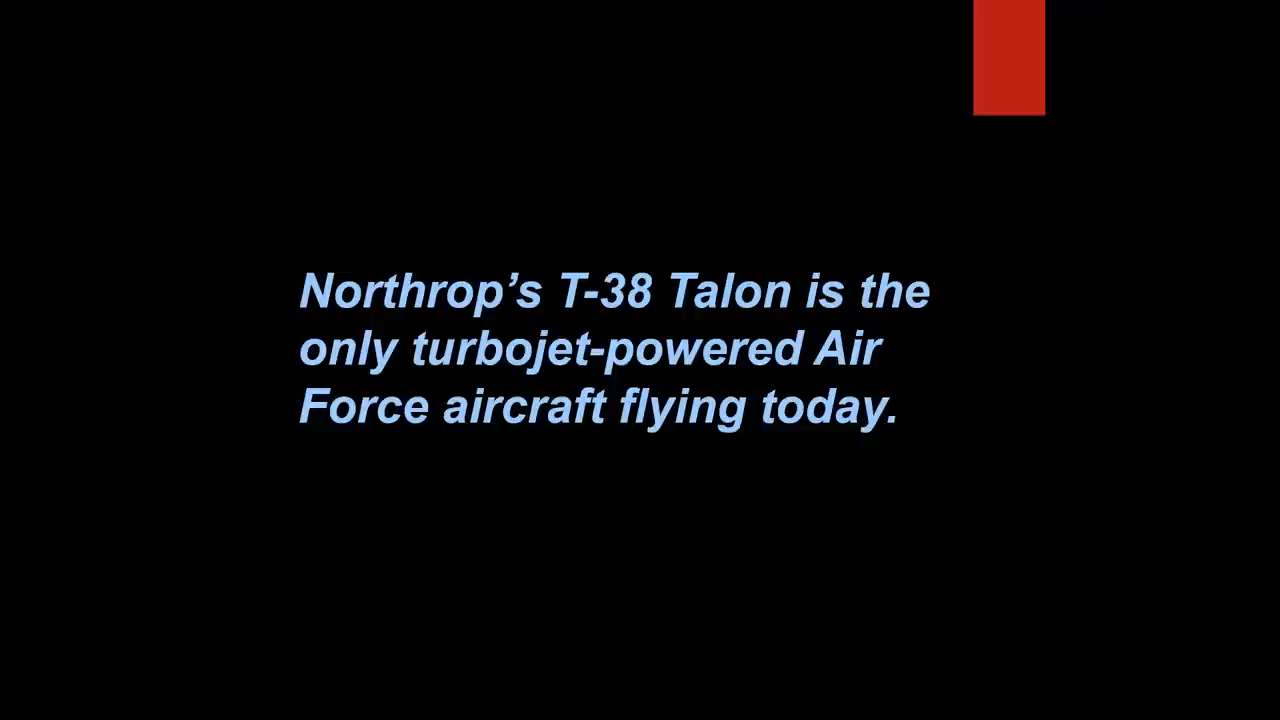 Northrop’s T-38 Talon is the
only turbojet-powered Air
Force aircraft flying today.